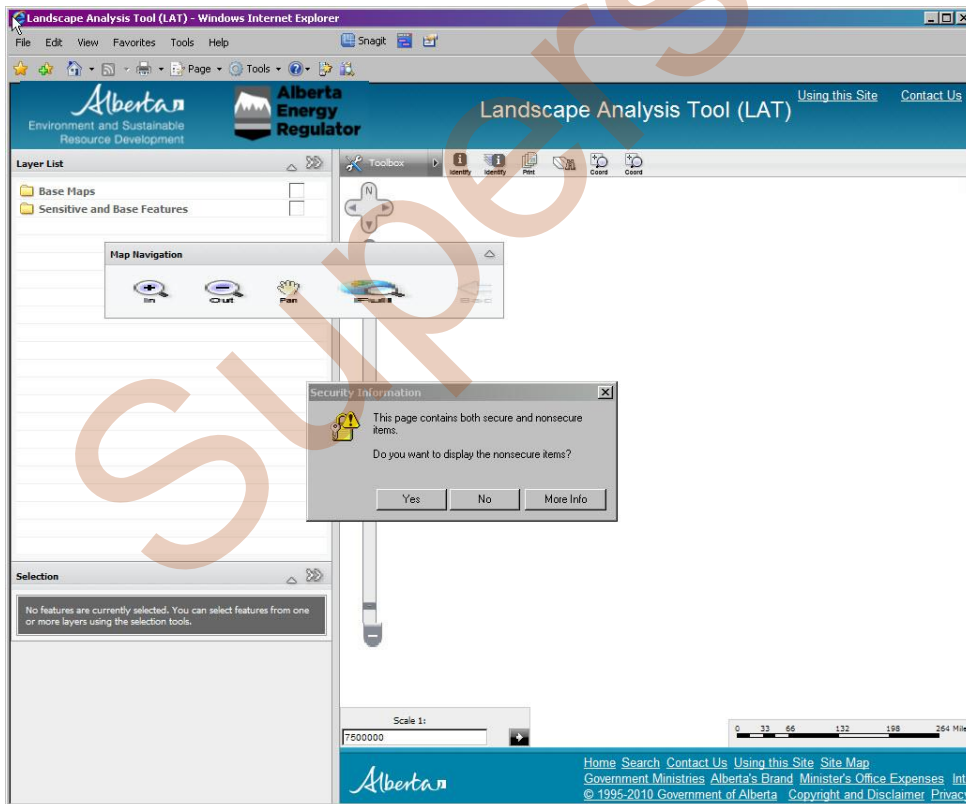 Landscape Analysis Tool (LAT) - Windows Internet Explorer
File Edit View Favorites Tools Help
Snagit
Page Tools
Alberta
Environment and Sustainable
Resource Development
Alberta
Energy
Regulator
Landscape Analysis Tool (LAT)
Using this Site Contact Us
Layer List
Toolbox
Identify Identify Print Coord Coord
Base Maps
Sensitive and Base Features
N
Map Navigation
In Out Pan Full
Security Information
This page contains both secure and nonsecure
items.
Do you want to display the nonsecure items?
Yes No More Info
Selection
No features are currently selected. You can select features from one
or more layers using the selection tools.
Scale 1:
7500000
0 33 66 132 198 264 Mile
Alberta
Home Search Contact Us Using this Site Site Map
Government Ministries Alberta's Brand Minister's Office Expenses Int
© 1995-2010 Government of Alberta Copyright and Disclaimer Privacy
Supers